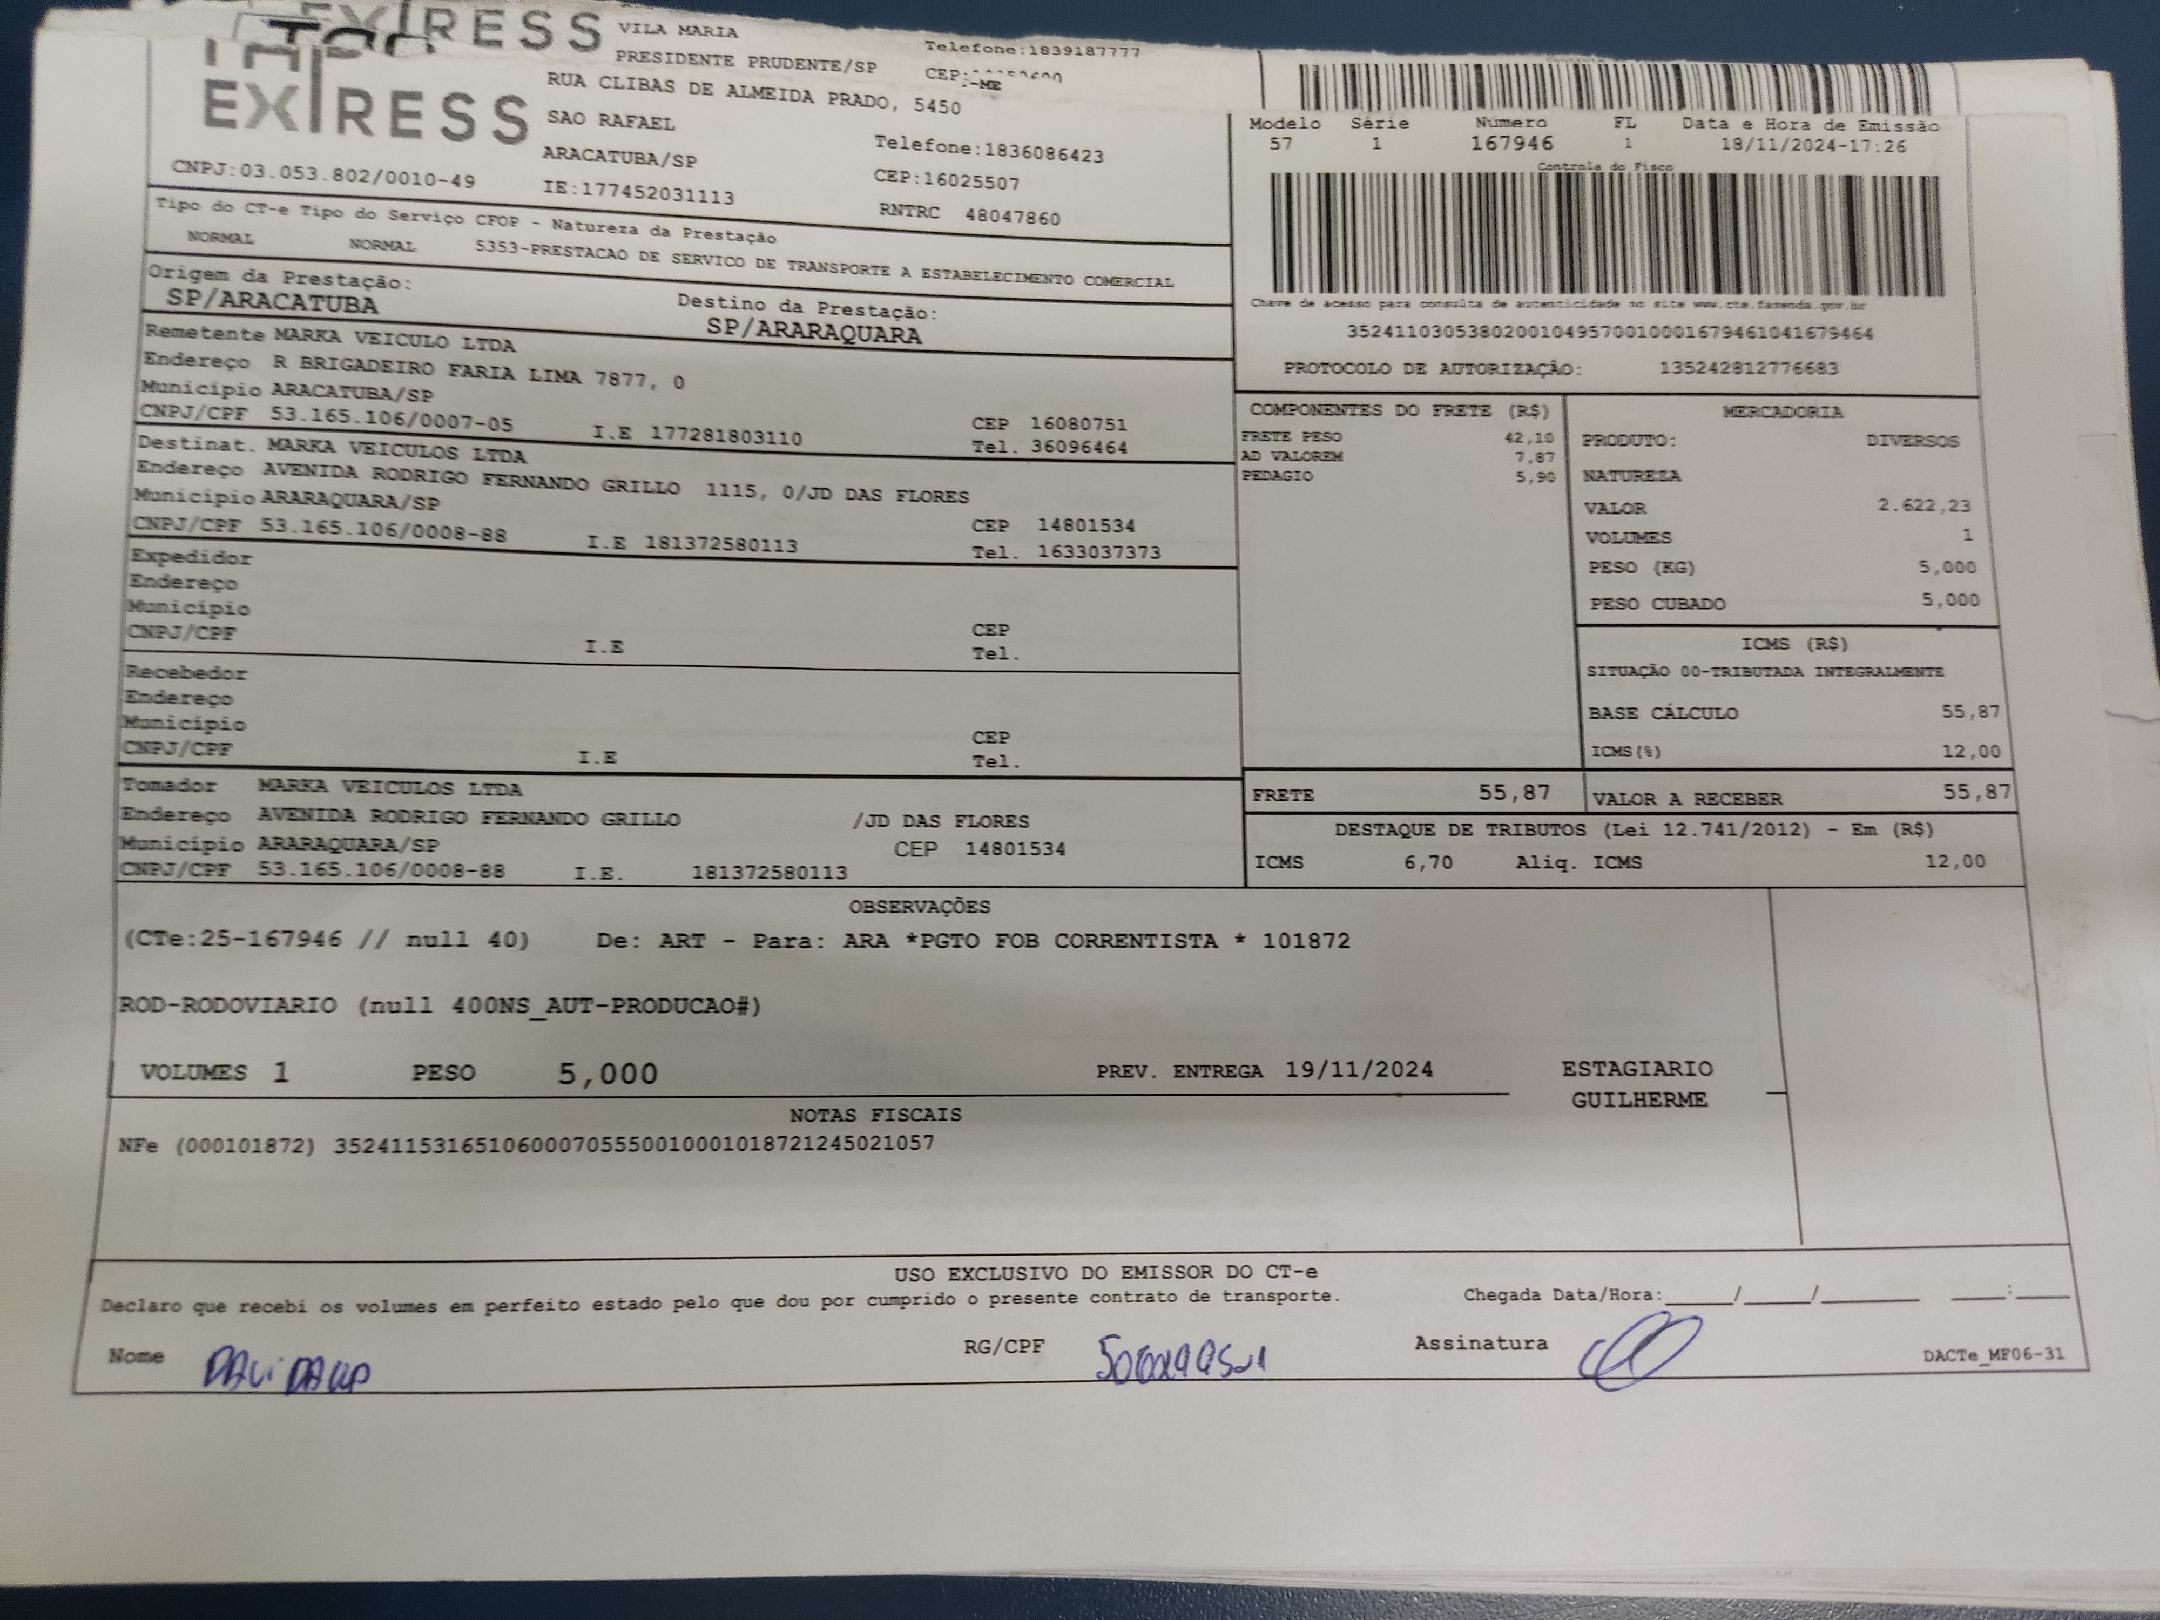 EXPRESS
VILA MARIA
PRESIDENTE PRUDENTE/SP
Telefone:1839187777
CEP:
-ME
EXPRESS
RUA CLIBAS DE ALMEIDA PRADO, 5450
SAO RAFAEL
ARACATUBA/SP
Telefone:1836086423
CEP:16025507
CNPJ:03.053.802/0010-49
IE:177452031113
RNTRC 48047860
Modelo Série Número FL Data e Hora de Emissão
57 1 167946 1 18/11/2024-17:26
Controle do Fisco
Chave de acesso para consulta de autenticidade no site www.cte.fazenda.gov.br
35241103053802001049570010001679461041679464
PROTOCOLO DE AUTORIZAÇÃO: 135242812776683
Tipo do CT-e Tipo do Serviço CFOP - Natureza da Prestação
NORMAL NORMAL 5353-PRESTACAO DE SERVICO DE TRANSPORTE A ESTABELECIMENTO COMERCIAL
Origem da Prestação:
SP/ARACATUBA
Destino da Prestação:
SP/ARARAQUARA
Remetente MARKA VEICULO LTDA
Endereço R BRIGADEIRO FARIA LIMA 7877, 0
Município ARACATUBA/SP
CEP 16080751
CNPJ/CPF 53.165.106/0007-05 I.E 177281803110 Tel. 36096464
Destinat. MARKA VEICULOS LTDA
Endereço AVENIDA RODRIGO FERNANDO GRILLO 1115, 0/JD DAS FLORES
Município ARARAQUARA/SP CEP 14801534
CNPJ/CPF 53.165.106/0008-88 I.E 181372580113 Tel. 1633037373
Expedidor
Endereço
Município
CEP
CNPJ/CPF I.E Tel.
Recebedor
Endereço
Município
CEP
CNPJ/CPF I.E Tel.
Tomador MARKA VEICULOS LTDA
Endereço AVENIDA RODRIGO FERNANDO GRILLO /JD DAS FLORES
Município ARARAQUARA/SP CEP 14801534
CNPJ/CPF 53.165.106/0008-88 I.E. 181372580113
COMPONENTES DO FRETE (R$)
FRETE PESO 42,10
AD VALOREM 7,87
PEDAGIO 5,90
MERCADORIA
PRODUTO: DIVERSOS
NATUREZA
VALOR 2.622,23
VOLUMES 1
PESO (KG) 5,000
PESO CUBADO 5,000
ICMS (R$)
SITUAÇÃO 00-TRIBUTADA INTEGRALMENTE
BASE CÁLCULO 55,87
ICMS(%) 12,00
FRETE 55,87 VALOR A RECEBER 55,87
DESTAQUE DE TRIBUTOS (Lei 12.741/2012) - Em (R$)
ICMS 6,70 Aliq. ICMS 12,00
OBSERVAÇÕES
(CTe:25-167946 // null 40) De: ART - Para: ARA *PGTO FOB CORRENTISTA * 101872
ROD-RODOVIARIO (null 400NS_AUT-PRODUCAO#)
VOLUMES 1 PESO 5,000 PREV. ENTREGA 19/11/2024 ESTAGIARIO
GUILHERME
NOTAS FISCAIS
NFe (000101872) 35241153165106000705550010001018721245021057
USO EXCLUSIVO DO EMISSOR DO CT-e
Declaro que recebi os volumes em perfeito estado pelo que dou por cumprido o presente contrato de transporte. Chegada Data/Hora:____/____/______ ____:____
Nome RG/CPF Assinatura DACTe_MF06-31